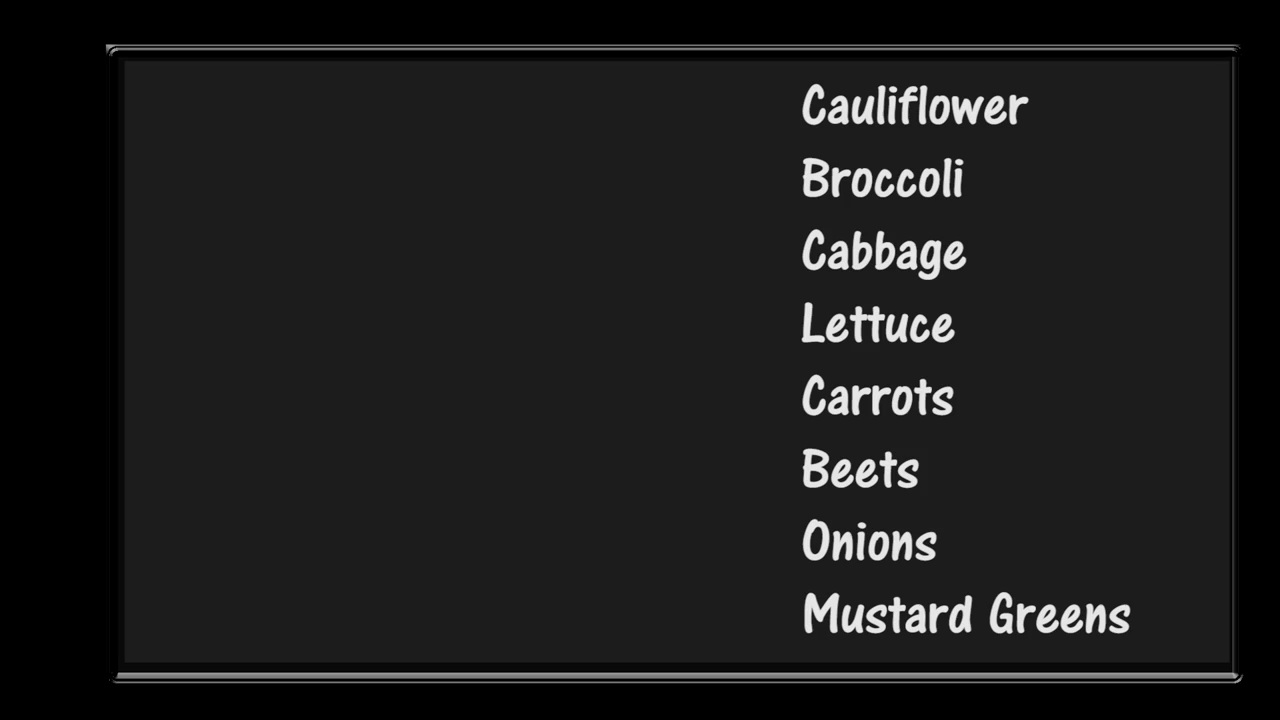 Cauliflower
Broccoli
Cabbage
Lettuce
Carrots
Beets
Onions
Mustard Greens